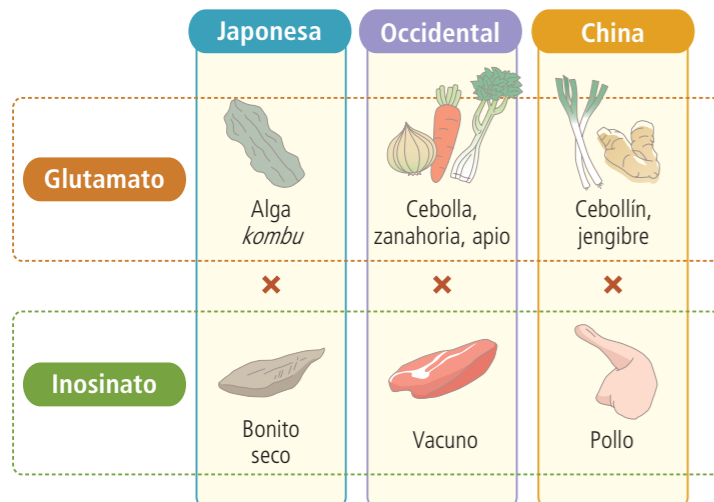 Japonesa
Occidental
China
Glutamato
Alga
kombu
Cebolla,
zanahoria, apio
Cebollín,
jengibre
×
×
×
Inosinato
Bonito
seco
Vacuno
Pollo